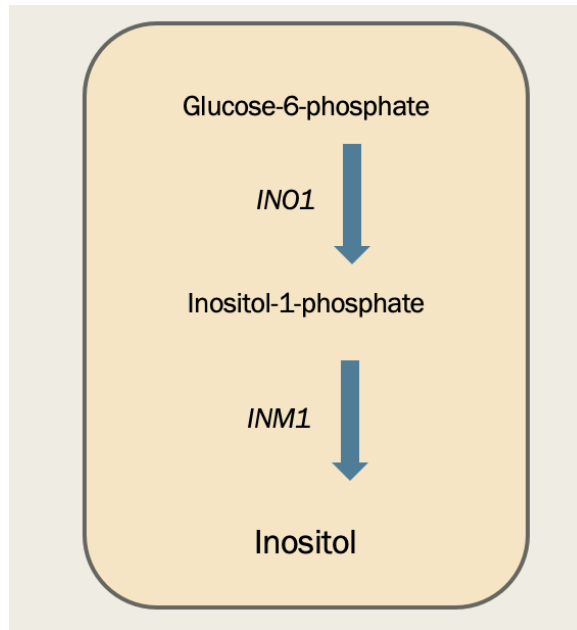 Glucose-6-phosphate
INO1
Inositol-1-phosphate
INM1
Inositol